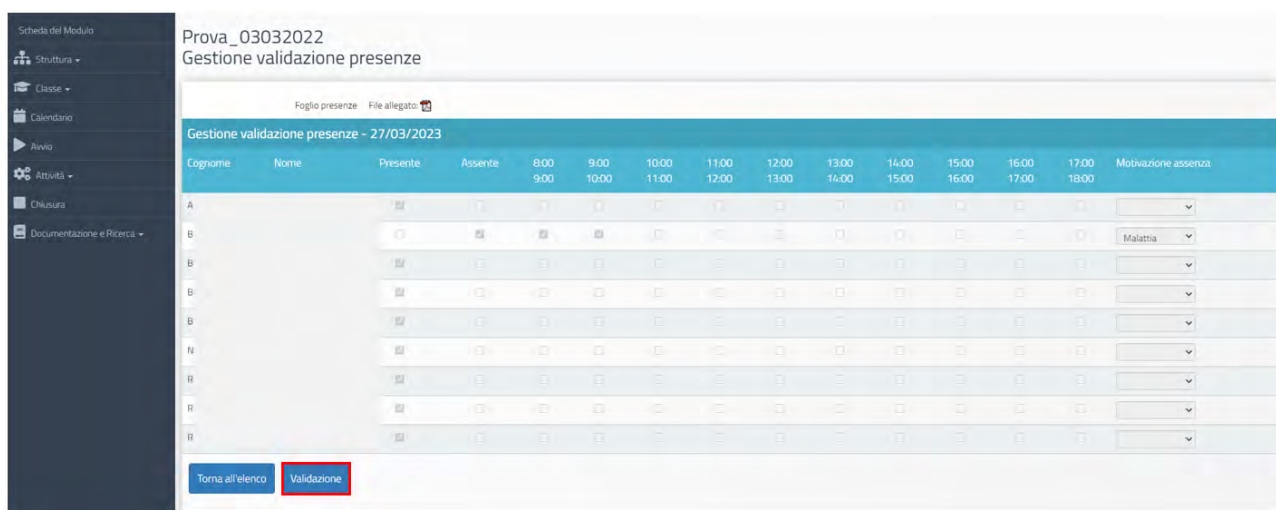 Scheda del Modulo
Struttura
Classe
Calendario
Avvio
Attività
Chiusura
Documentazione e Ricerca
Prova_03032022
Gestione validazione presenze
Foglio presenze File allegato:
Gestione validazione presenze - 27/03/2023
Cognome Nome Presente Assente 8:00 9:00 10:00 11:00 12:00 13:00 14:00 15:00 16:00 17:00 Motivazione assenza
9:00 10:00 11:00 12:00 13:00 14:00 15:00 16:00 17:00 18:00
A
B Malattia
B
B
B
N
R
R
R
Torna all'elenco Validazione